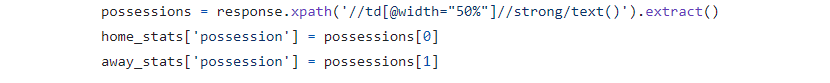 possessions = response.xpath('//td[@width="50%"]//strong/text()').extract()
home_stats['possession'] = possessions[0]
away_stats['possession'] = possessions[1]